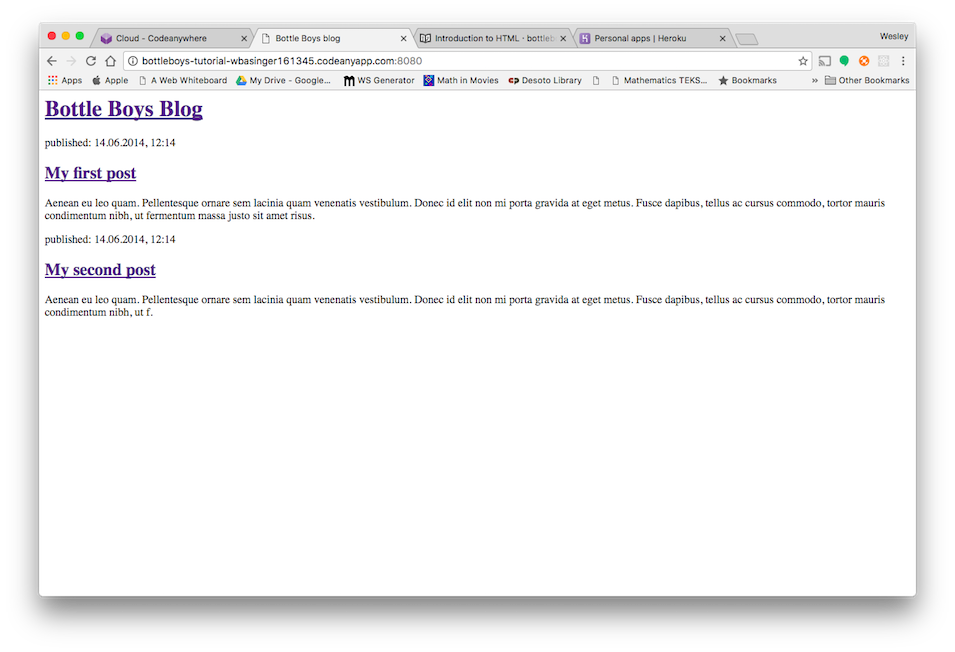 Cloud - Codeanywhere
Bottle Boys blog
Introduction to HTML · bottleb
Personal apps | Heroku
Wesley
bottleboys-tutorial-wbasinger161345.codeanyapp.com:8080
Apps Apple A Web Whiteboard My Drive - Google... WS Generator Math in Movies cp Desoto Library Mathematics TEKS... Bookmarks » Other Bookmarks
Bottle Boys Blog
published: 14.06.2014, 12:14
My first post
Aenean eu leo quam. Pellentesque ornare sem lacinia quam venenatis vestibulum. Donec id elit non mi porta gravida at eget metus. Fusce dapibus, tellus ac cursus commodo, tortor mauris
condimentum nibh, ut fermentum massa justo sit amet risus.
published: 14.06.2014, 12:14
My second post
Aenean eu leo quam. Pellentesque ornare sem lacinia quam venenatis vestibulum. Donec id elit non mi porta gravida at eget metus. Fusce dapibus, tellus ac cursus commodo, tortor mauris
condimentum nibh, ut f.